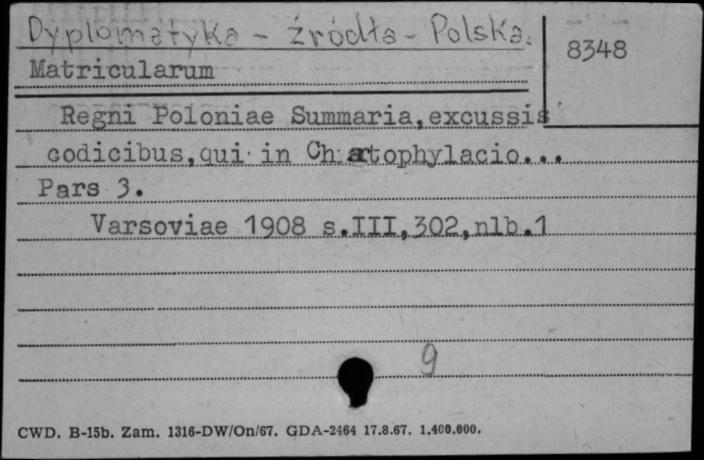 Dyplomatyka - źródła - Polska.
8348
Matricularum
Regni Poloniae Summaria,excussis
codicibus,qui in Chartophylacio...
Pars 3.
Varsoviae 1908 s.III,302,nlb.1
9
CWD. B-15b. Zam. 1316-DW/On/67. GDA-2464 17.8.67. 1.400.000.